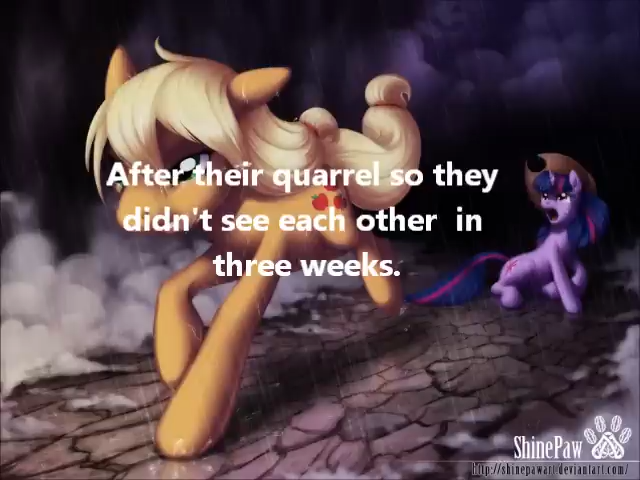 After their quarrel so they
didn't see each other in
three weeks.
ShinePaw
http://shinepawart.deviantart.com/